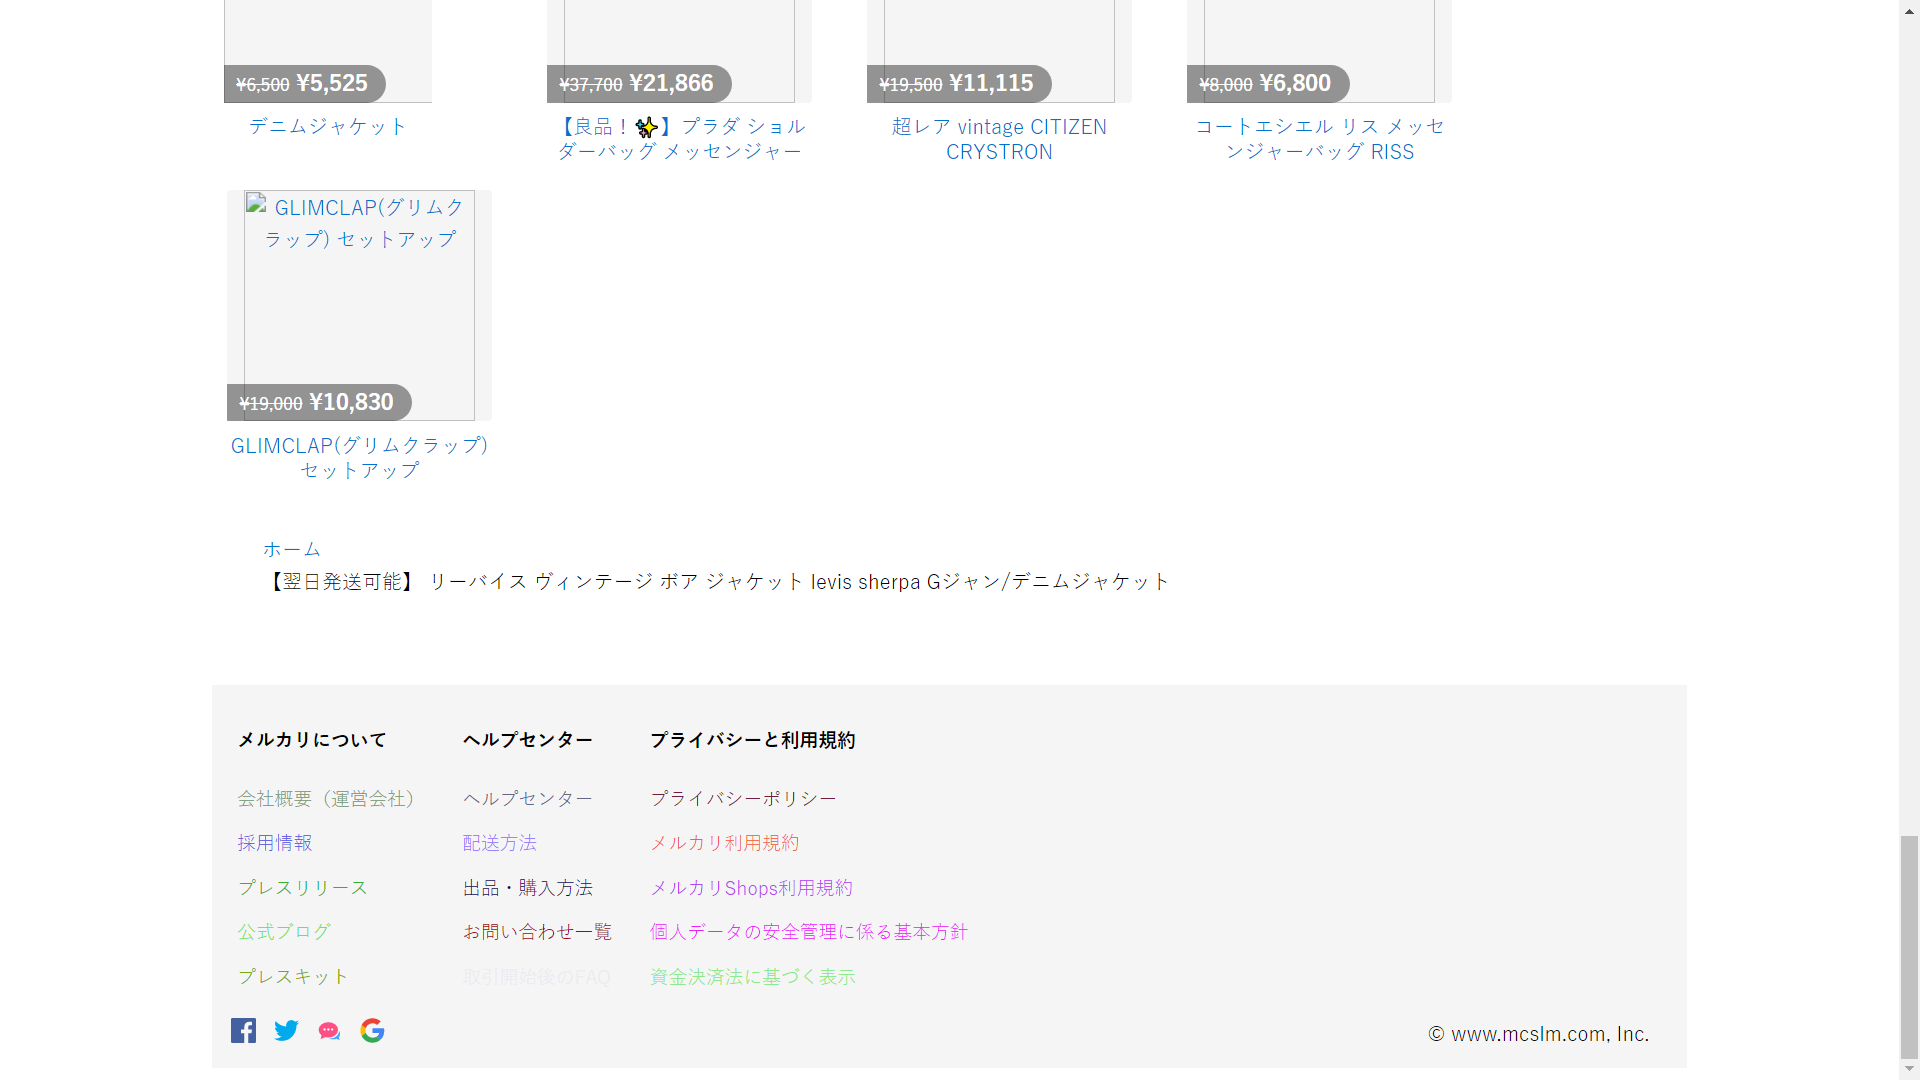 ¥6,500 ¥5,525
¥37,700 ¥21,866
¥19,500 ¥11,115
¥8,000 ¥6,800
デニムジャケット
【良品！✨】プラダ ショル
ダーバッグ メッセンジャー
超レア vintage CITIZEN
CRYSTRON
コートエシエル リス メッセ
ンジャーバッグ RISS
GLIMCLAP(グリムク
ラップ) セットアップ
¥19,000 ¥10,830
GLIMCLAP(グリムクラップ)
セットアップ
ホーム
【翌日発送可能】 リーバイス ヴィンテージ ボア ジャケット levis sherpa Gジャン/デニムジャケット
メルカリについて
会社概要（運営会社）
採用情報
プレスリリース
公式ブログ
プレスキット
ヘルプセンター
ヘルプセンター
配送方法
出品・購入方法
お問い合わせ一覧
取引開始後のFAQ
プライバシーと利用規約
プライバシーポリシー
メルカリ利用規約
メルカリShops利用規約
個人データの安全管理に係る基本方針
資金決済法に基づく表示
© www.mcslm.com, Inc.